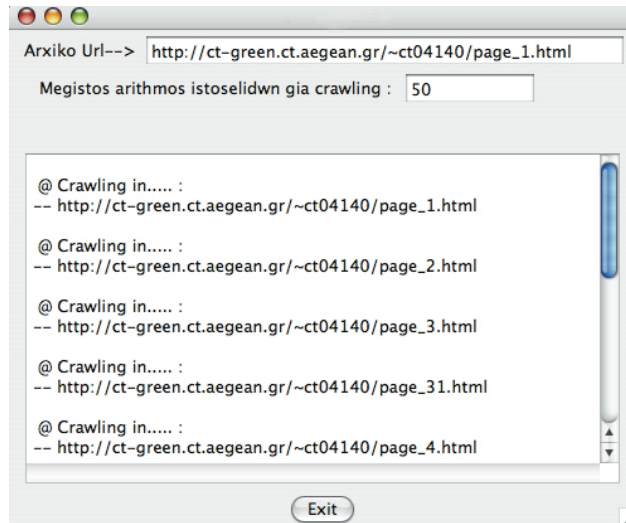 Arxiko Url--> http://ct-green.ct.aegean.gr/~ct04140/page_1.html
Megistos arithmos istoselidwn gia crawling : 50
@ Crawling in..... :
-- http://ct-green.ct.aegean.gr/~ct04140/page_1.html
@ Crawling in..... :
-- http://ct-green.ct.aegean.gr/~ct04140/page_2.html
@ Crawling in..... :
-- http://ct-green.ct.aegean.gr/~ct04140/page_3.html
@ Crawling in..... :
-- http://ct-green.ct.aegean.gr/~ct04140/page_31.html
@ Crawling in..... :
-- http://ct-green.ct.aegean.gr/~ct04140/page_4.html
Exit